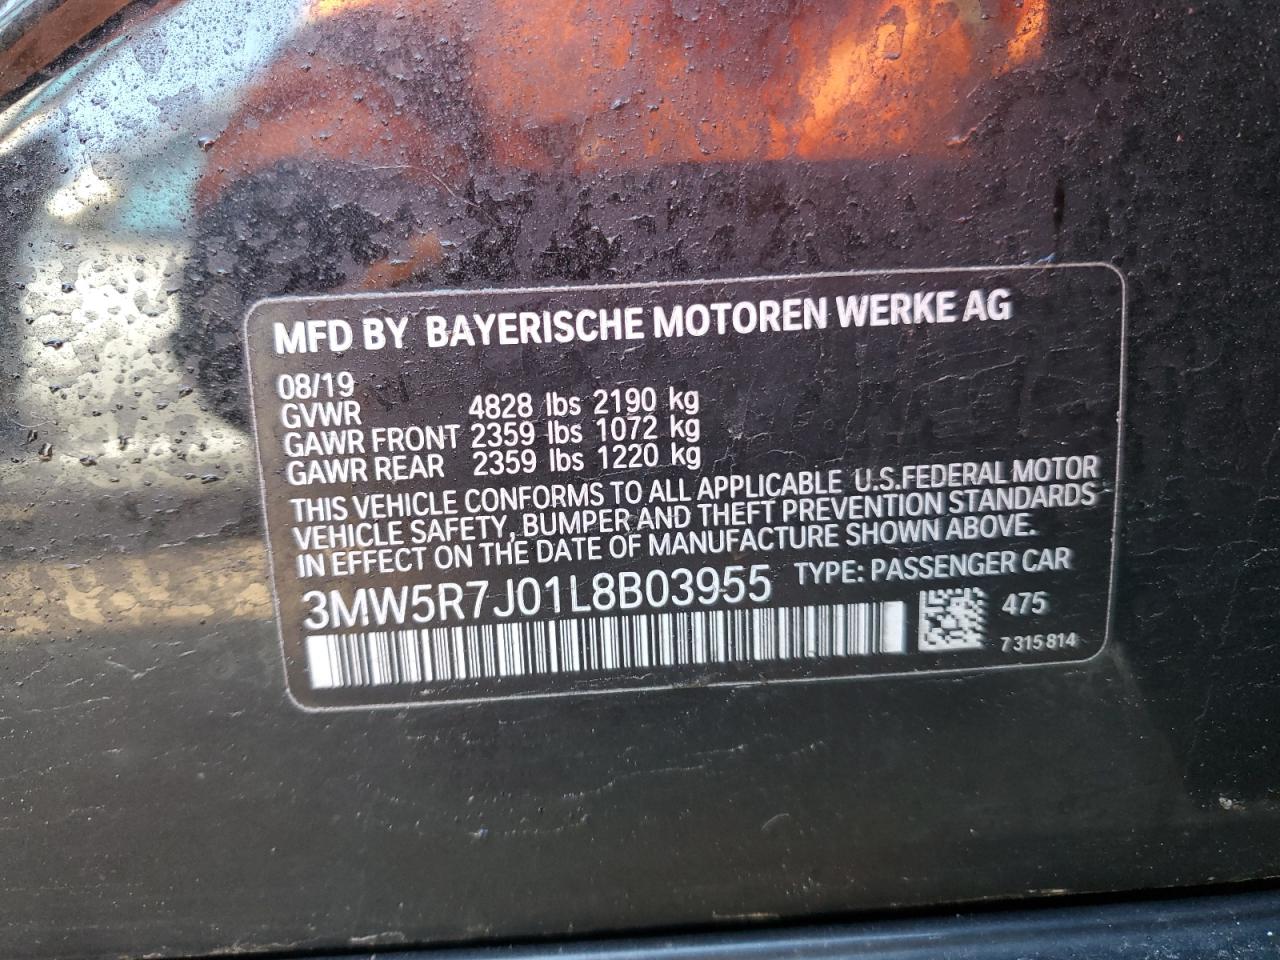 MFD BY BAYERISCHE MOTOREN WERKE AG
08/19
GVWR 4828 lbs 2190 kg
GAWR FRONT 2359 lbs 1072 kg
GAWR REAR 2359 lbs 1220 kg
THIS VEHICLE CONFORMS TO ALL APPLICABLE U.S.FEDERAL MOTOR
VEHICLE SAFETY, BUMPER AND THEFT PREVENTION STANDARDS
IN EFFECT ON THE DATE OF MANUFACTURE SHOWN ABOVE.
3MW5R7J01L8B03955 TYPE: PASSENGER CAR
475
7 315 814